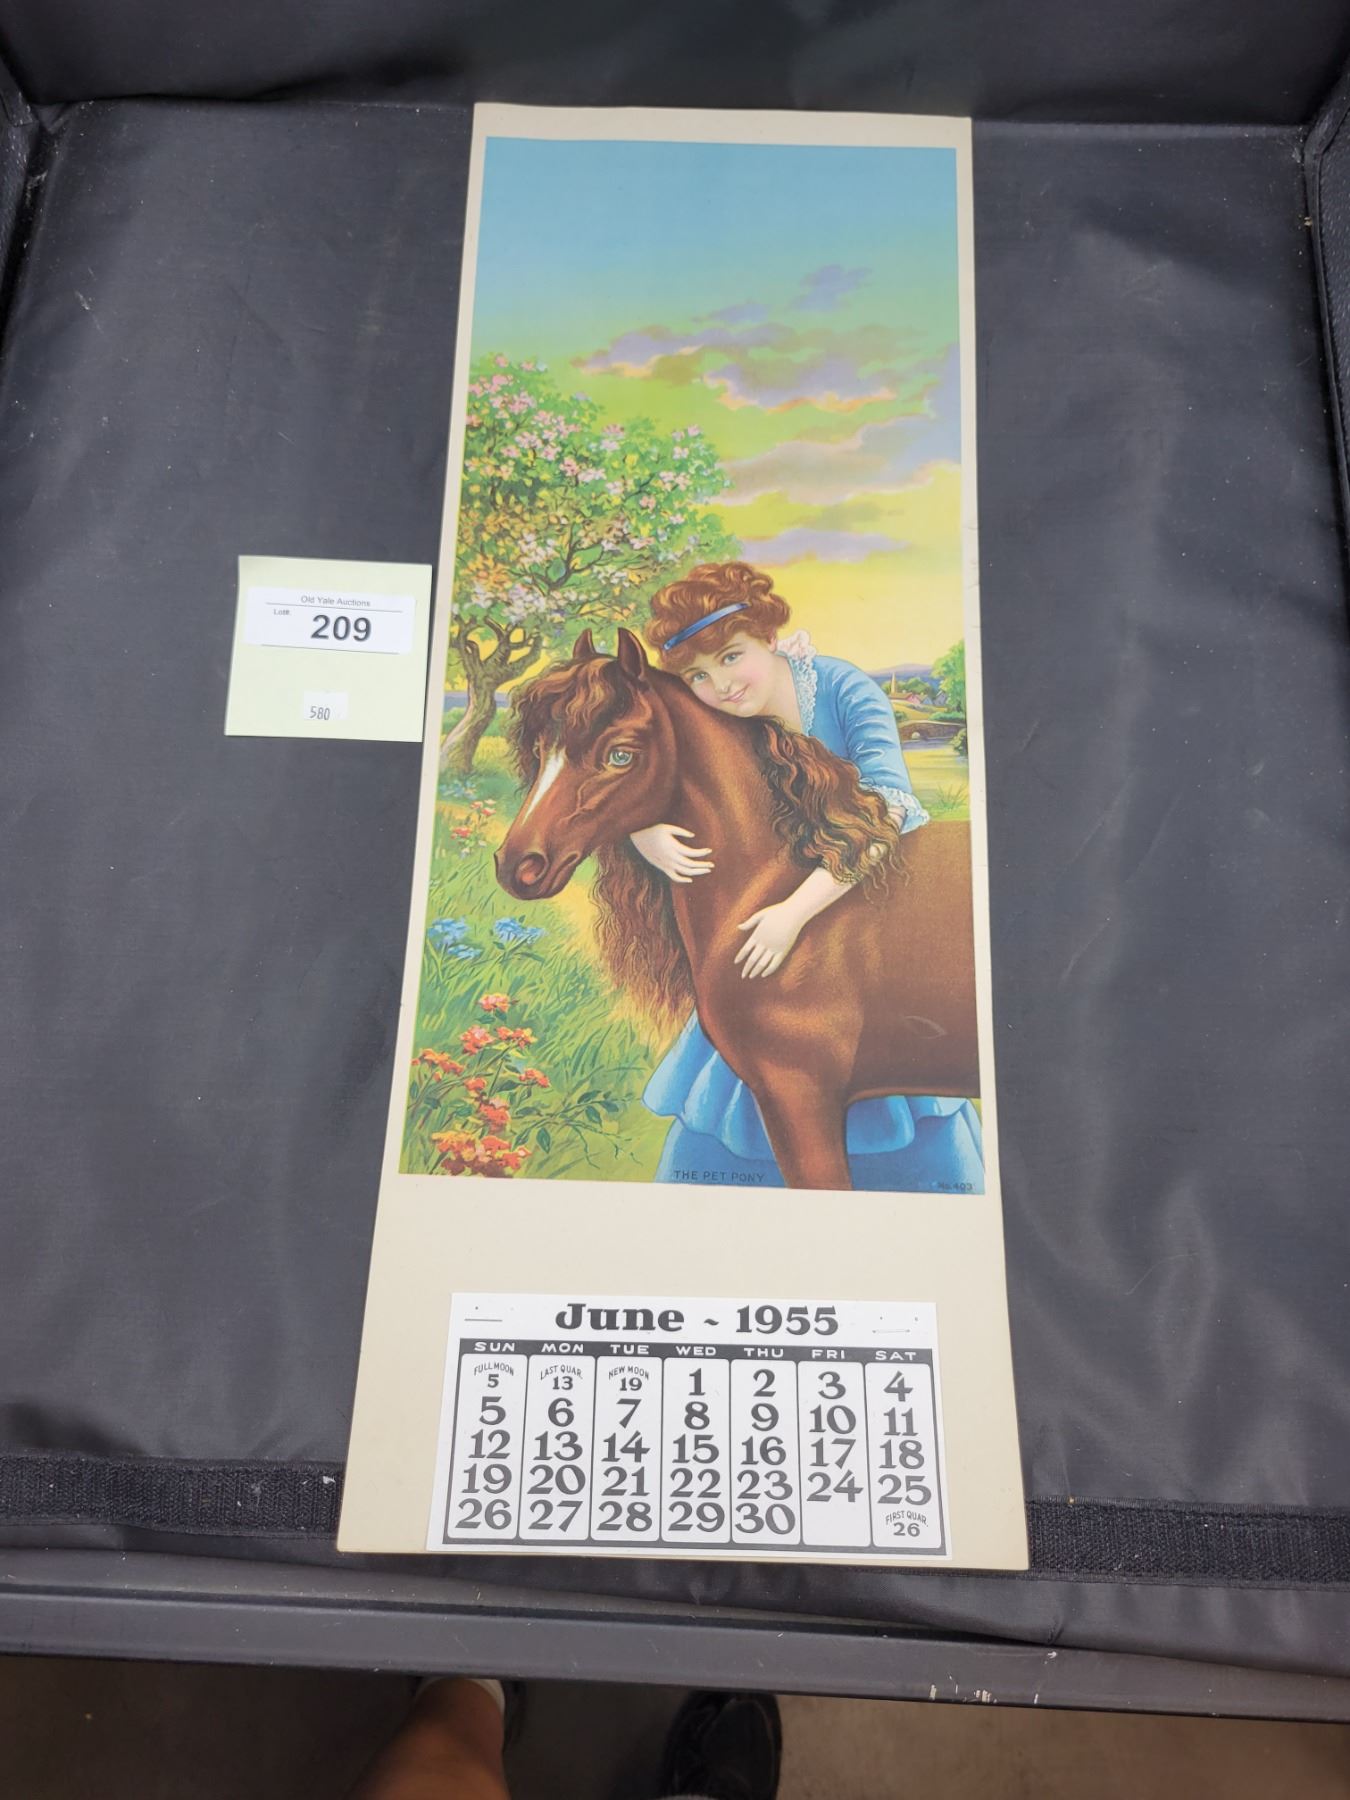 Old Yale Auctions
Lot#.
209
580
THE PET PONY
No. 403
June ~ 1955
SUN MON TUE WED THU FRI SAT
FULL MOON 5 LAST QUAR. 13 NEW MOON 19 1 2 3 4
5 6 7 8 9 10 11
12 13 14 15 16 17 18
19 20 21 22 23 24 25
26 27 28 29 30 FIRST QUAR. 26